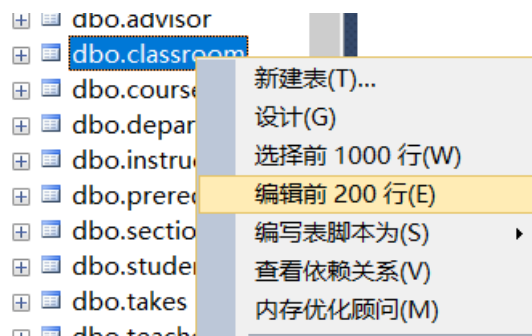 dbo.advisor
dbo.classroom
dbo.course
dbo.depar
dbo.instru
dbo.prere
dbo.sectio
dbo.stude
dbo.takes
新建表(T)...
设计(G)
选择前 1000 行(W)
编辑前 200 行(E)
编写表脚本为(S)
查看依赖关系(V)
内存优化顾问(M)